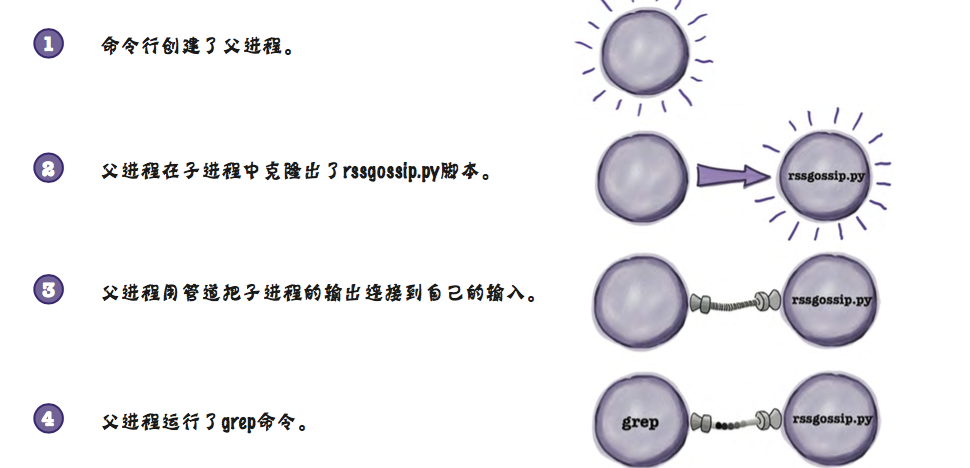 1 命令行创建了父进程。
2 父进程在子进程中克隆出了rssgossip.py脚本。
rssgossip.py
3 父进程用管道把子进程的输出连接到自己的输入。
rssgossip.py
4 父进程运行了grep命令。
grep
rssgossip.py